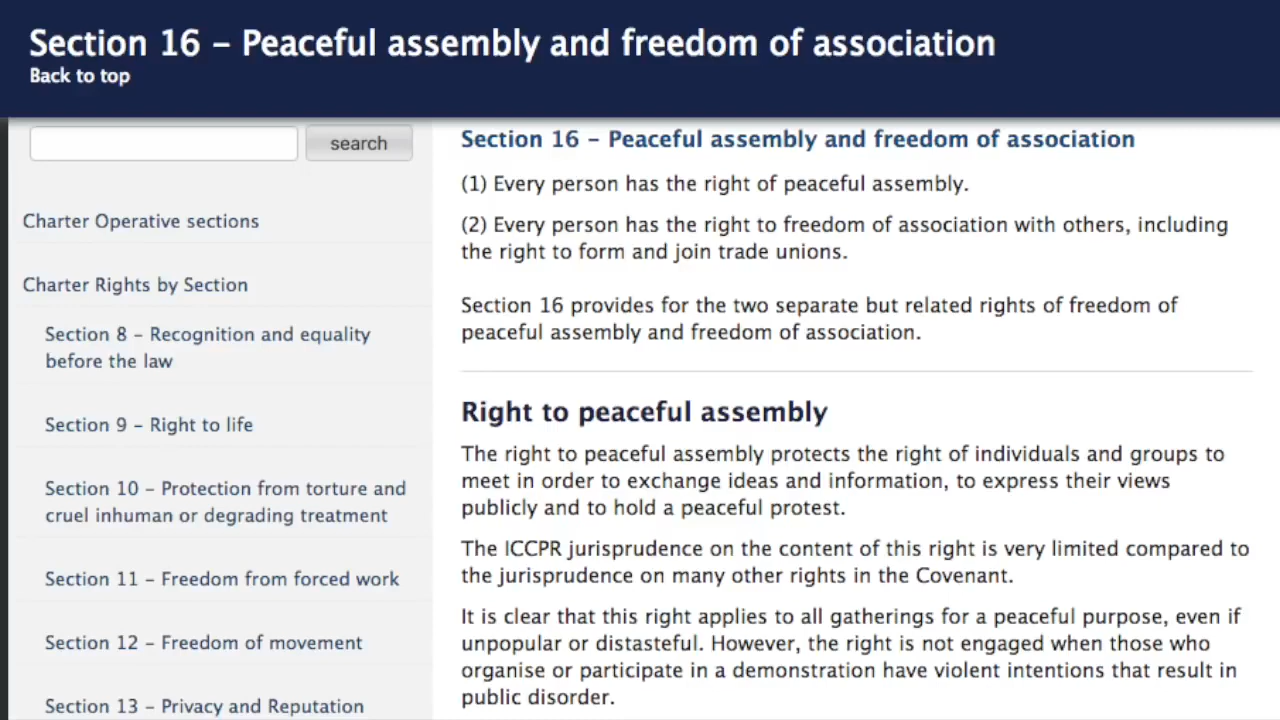 Section 16 – Peaceful assembly and freedom of association
Back to top
search
Charter Operative sections
Charter Rights by Section
Section 8 – Recognition and equality
before the law
Section 9 – Right to life
Section 10 – Protection from torture and
cruel inhuman or degrading treatment
Section 11 – Freedom from forced work
Section 12 – Freedom of movement
Section 13 – Privacy and Reputation
Section 16 – Peaceful assembly and freedom of association
(1) Every person has the right of peaceful assembly.
(2) Every person has the right to freedom of association with others, including
the right to form and join trade unions.
Section 16 provides for the two separate but related rights of freedom of
peaceful assembly and freedom of association.
Right to peaceful assembly
The right to peaceful assembly protects the right of individuals and groups to
meet in order to exchange ideas and information, to express their views
publicly and to hold a peaceful protest.
The ICCPR jurisprudence on the content of this right is very limited compared to
the jurisprudence on many other rights in the Covenant.
It is clear that this right applies to all gatherings for a peaceful purpose, even if
unpopular or distasteful. However, the right is not engaged when those who
organise or participate in a demonstration have violent intentions that result in
public disorder.